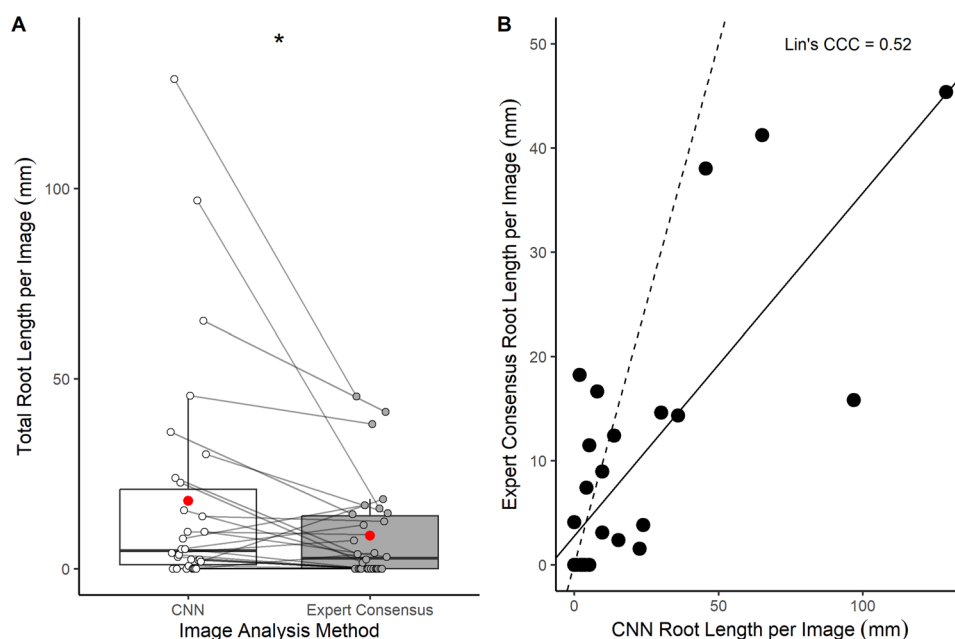 A
*
Total Root Length per Image (mm)
100
50
0
CNN
Expert Consensus
Image Analysis Method
B
Lin's CCC = 0.52
Expert Consensus Root Length per Image (mm)
50
40
30
20
10
0
0
50
100
CNN Root Length per Image (mm)